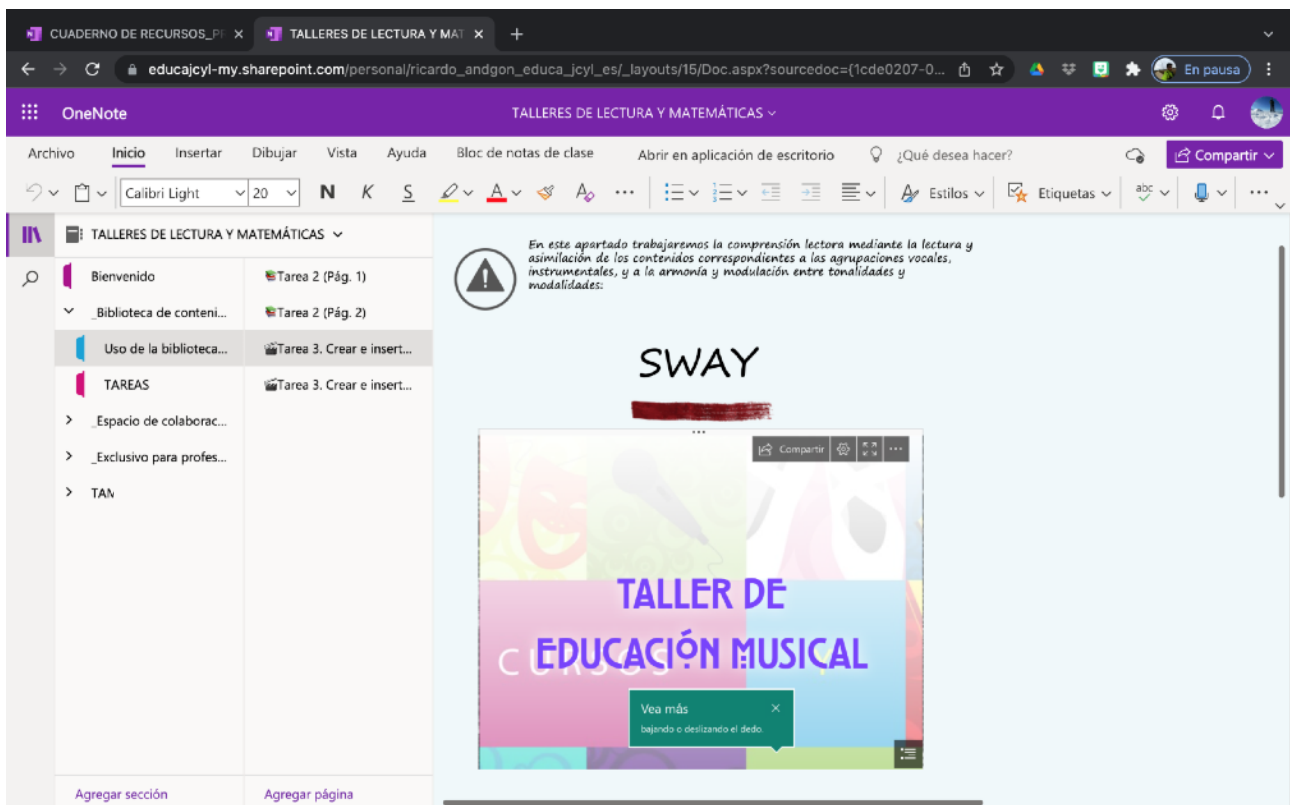 CUADERNO DE RECURSOS_PF
TALLERES DE LECTURA Y MAT
educajcyl-my.sharepoint.com/personal/ricardo_andgon_educa_jcyl_es/_layouts/15/Doc.aspx?sourcedoc={1cde0207-0...
En pausa
OneNote
TALLERES DE LECTURA Y MATEMÁTICAS
Archivo Inicio Insertar Dibujar Vista Ayuda Bloc de notas de clase Abrir en aplicación de escritorio ¿Qué desea hacer? Compartir
Calibri Light 20 N K S A A Estilos Etiquetas abc
TALLERES DE LECTURA Y MATEMÁTICAS
Bienvenido
_Biblioteca de conteni...
Uso de la biblioteca...
TAREAS
_Espacio de colaborac...
_Exclusivo para profes...
TAN
Agregar sección
Tarea 2 (Pág. 1)
Tarea 2 (Pág. 2)
Tarea 3. Crear e insert...
Tarea 3. Crear e insert...
Agregar página
En este apartado trabajaremos la comprensión lectora mediante la lectura y
asimilación de los contenidos correspondientes a las agrupaciones vocales,
instrumentales, y a la armonía y modulación entre tonalidades y
modalidades:
SWAY
Compartir
TALLER DE
EDUCACIÓN MUSICAL
CURSOS Y
Vea más
bajando o deslizando el dedo.